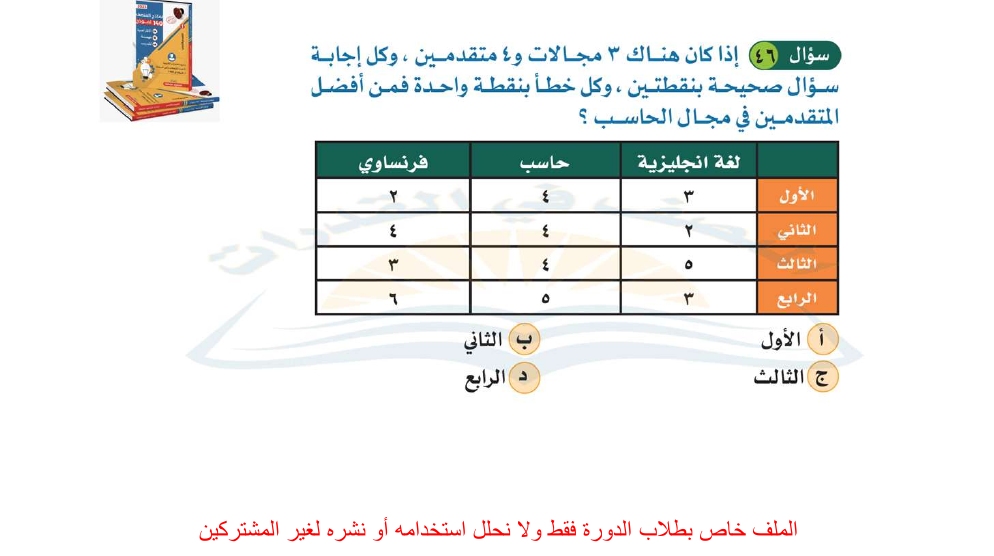 سؤال ٤٦ إذا كان هناك ٣ مجالات و٤ متقدمين ، وكل إجابة
سؤال صحيحة بنقطتين ، وكل خطأ بنقطة واحدة فمن أفضل
المتقدمين في مجال الحاسب ؟
لغة انجليزية حاسب فرنساوي
الأول ٣ ٤ ٢
الثاني ٢ ٤ ٤
الثالث ٥ ٤ ٣
الرابع ٣ ٥ ٦
أ الأول ب الثاني
ج الثالث د الرابع
الملف خاص بطلاب الدورة فقط ولا نحلل استخدامه أو نشره لغير المشتركين